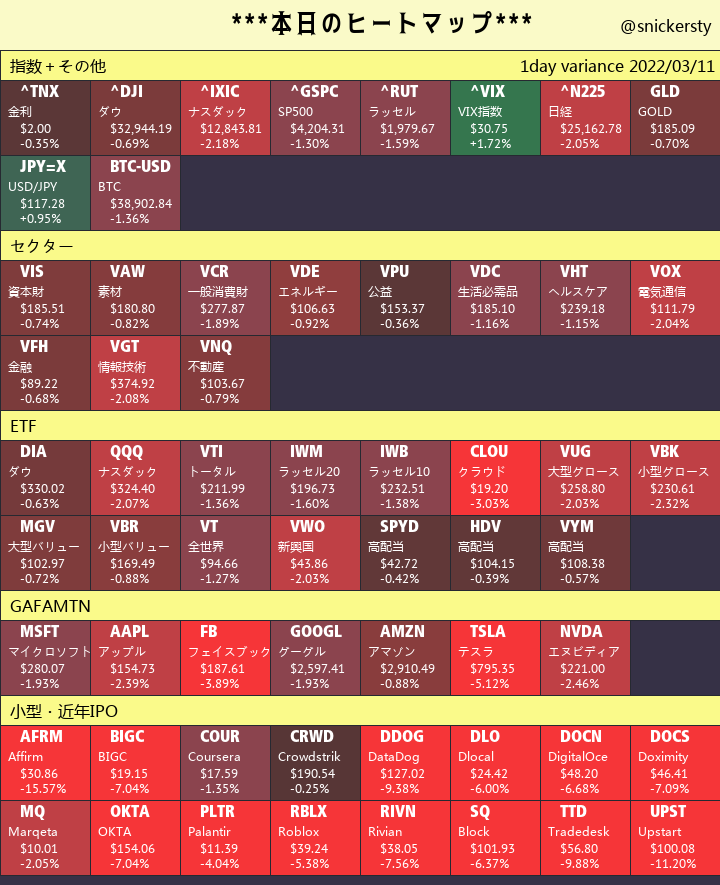 ***本日のヒートマップ***
@snickersty
指数＋その他 1day variance 2022/03/11
^TNX ^DJI ^IXIC ^GSPC ^RUT ^VIX ^N225 GLD
金利 ダウ ナスダック SP500 ラッセル VIX指数 日経 GOLD
$2.00 $32,944.19 $12,843.81 $4,204.31 $1,979.67 $30.75 $25,162.78 $185.09
-0.35% -0.69% -2.18% -1.30% -1.59% +1.72% -2.05% -0.70%
JPY=X BTC-USD
USD/JPY BTC
$117.28 $38,902.84
+0.95% -1.36%
セクター
VIS VAW VCR VDE VPU VDC VHT VOX
資本財 素材 一般消費財 エネルギー 公益 生活必需品 ヘルスケア 電気通信
$185.51 $180.80 $277.87 $106.63 $153.37 $185.10 $239.18 $111.79
-0.74% -0.82% -1.89% -0.92% -0.36% -1.16% -1.15% -2.04%
VFH VGT VNQ
金融 情報技術 不動産
$89.22 $374.92 $103.67
-0.68% -2.08% -0.79%
ETF
DIA QQQ VTI IWM IWB CLOU VUG VBK
ダウ ナスダック トータル ラッセル20 ラッセル10 クラウド 大型グロース 小型グロース
$330.02 $324.40 $211.99 $196.73 $232.51 $19.20 $258.80 $230.61
-0.63% -2.07% -1.36% -1.60% -1.38% -3.03% -2.03% -2.32%
MGV VBR VT VWO SPYD HDV VYM
大型バリュー 小型バリュー 全世界 新興国 高配当 高配当 高配当
$102.97 $169.49 $94.66 $43.86 $42.72 $104.15 $108.38
-0.72% -0.88% -1.27% -2.03% -0.42% -0.39% -0.57%
GAFAMTN
MSFT AAPL FB GOOGL AMZN TSLA NVDA
マイクロソフト アップル フェイスブック グーグル アマゾン テスラ エヌビディア
$280.07 $154.73 $187.61 $2,597.41 $2,910.49 $795.35 $221.00
-1.93% -2.39% -3.89% -1.93% -0.88% -5.12% -2.46%
小型・近年IPO
AFRM BIGC COUR CRWD DDOG DLO DOCN DOCS
Affirm BIGC Coursera Crowdstrik DataDog Dlocal DigitalOce Doximity
$30.86 $19.15 $17.59 $190.54 $127.02 $24.42 $48.20 $46.41
-15.57% -7.04% -1.35% -0.25% -9.38% -6.00% -6.68% -7.09%
MQ OKTA PLTR RBLX RIVN SQ TTD UPST
Marqeta OKTA Palantir Roblox Rivian Block Tradedesk Upstart
$10.01 $154.06 $11.39 $39.24 $38.05 $101.93 $56.80 $100.08
-2.05% -7.04% -4.04% -5.38% -7.56% -6.37% -9.88% -11.20%